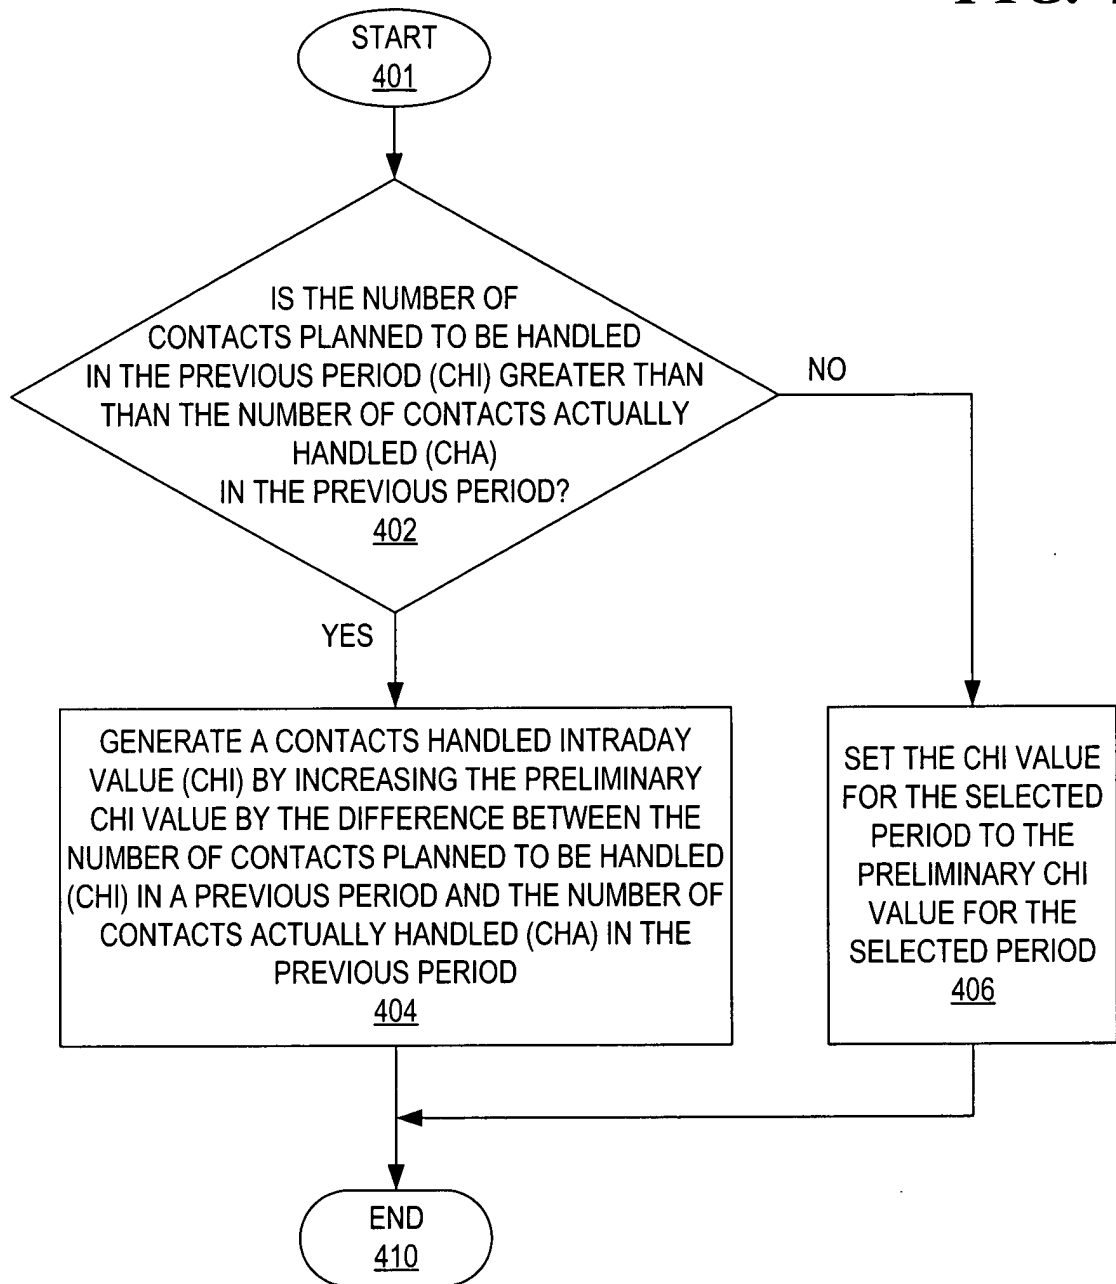 FIG.
START
401
IS THE NUMBER OF
CONTACTS PLANNED TO BE HANDLED
IN THE PREVIOUS PERIOD (CHI) GREATER THAN
THAN THE NUMBER OF CONTACTS ACTUALLY
HANDLED (CHA)
IN THE PREVIOUS PERIOD?
402
NO
YES
GENERATE A CONTACTS HANDLED INTRADAY
VALUE (CHI) BY INCREASING THE PRELIMINARY
CHI VALUE BY THE DIFFERENCE BETWEEN THE
NUMBER OF CONTACTS PLANNED TO BE HANDLED
(CHI) IN A PREVIOUS PERIOD AND THE NUMBER OF
CONTACTS ACTUALLY HANDLED (CHA) IN THE
PREVIOUS PERIOD
404
SET THE CHI VALUE
FOR THE SELECTED
PERIOD TO THE
PRELIMINARY CHI
VALUE FOR THE
SELECTED PERIOD
406
END
410